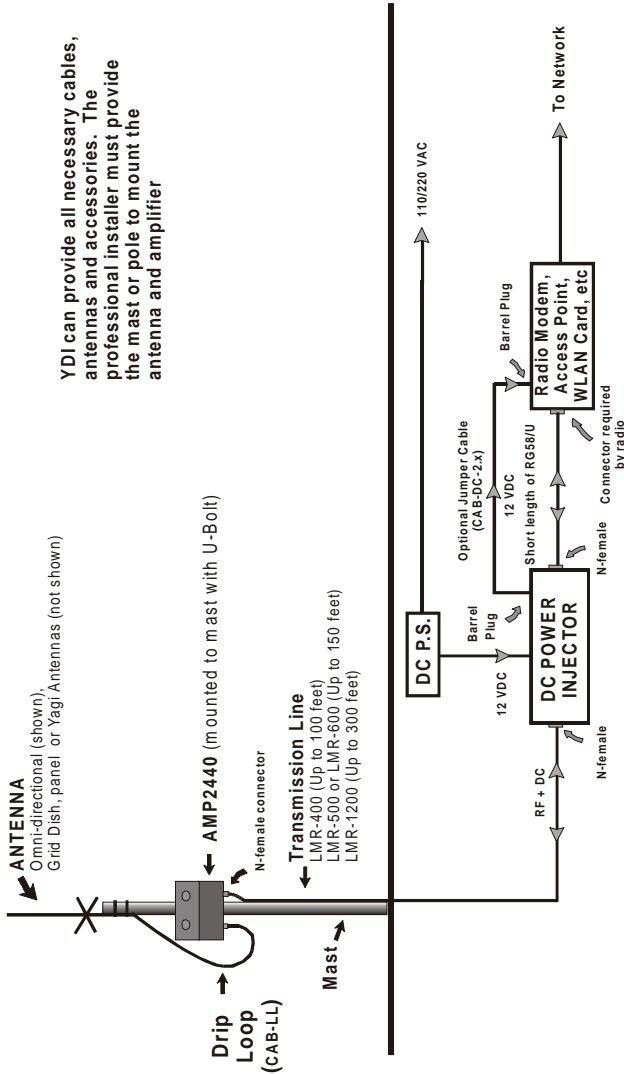 ANTENNA
Omni-directional (shown),
Grid Dish, panel or Yagi Antennas (not shown)
YDI can provide all necessary cables,
antennas and accessories. The
professional installer must provide
the mast or pole to mount the
antenna and amplifier
AMP2440 (mounted to mast with U-Bolt)
N-female connector
Drip
Loop
(CAB-LL)
Transmission Line
LMR-400 (Up to 100 feet)
LMR-500 or LMR-600 (Up to 150 feet)
LMR-1200 (Up to 300 feet)
Mast
DC P.S.
110/220 VAC
12 VDC
Barrel
Plug
Optional Jumper Cable
(CAB-DC-2.x)
12 VDC
Barrel Plug
RF + DC
N-female
DC POWER
INJECTOR
Short length of RG58/U
N-female
Radio Modem,
Access Point,
WLAN Card, etc
Connector required
by radio
To Network